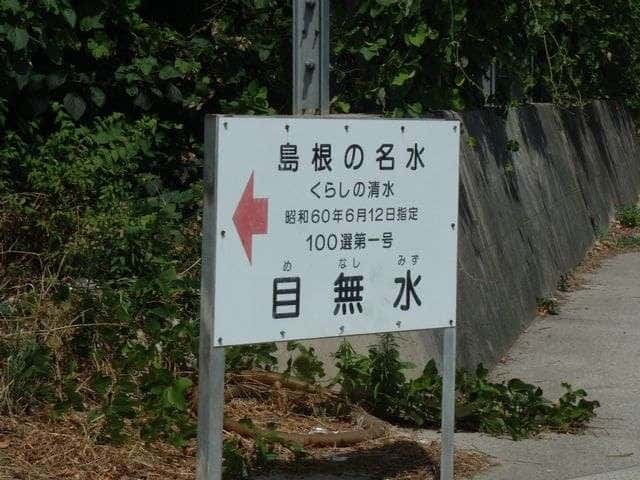 島根の名水
くらしの清水
昭和60年6月12日指定
100選第一号
め なし みず
目無水